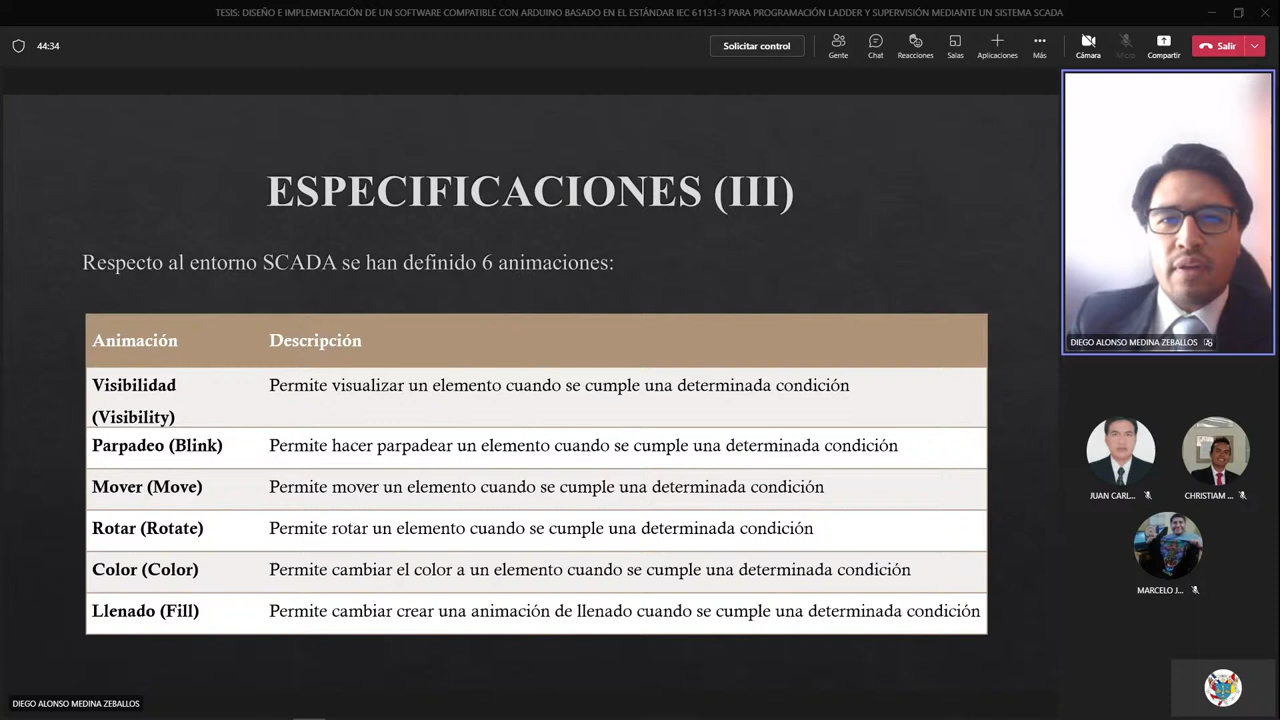 TESIS: DISEÑO E IMPLEMENTACIÓN DE UN SOFTWARE COMPATIBLE CON ARDUINO BASADO EN EL ESTÁNDAR IEC 61131-3 PARA PROGRAMACIÓN LADDER Y SUPERVISIÓN MEDIANTE UN SISTEMA SCADA
44:34
Solicitar control
Gente
Chat
Reacciones
Salas
Aplicaciones
Más
Cámara
Micro
Compartir
Salir
ESPECIFICACIONES (III)
Respecto al entorno SCADA se han definido 6 animaciones:
Animación Descripción
Visibilidad Permite visualizar un elemento cuando se cumple una determinada condición
(Visibility)
Parpadeo (Blink) Permite hacer parpadear un elemento cuando se cumple una determinada condición
Mover (Move) Permite mover un elemento cuando se cumple una determinada condición
Rotar (Rotate) Permite rotar un elemento cuando se cumple una determinada condición
Color (Color) Permite cambiar el color a un elemento cuando se cumple una determinada condición
Llenado (Fill) Permite cambiar crear una animación de llenado cuando se cumple una determinada condición
DIEGO ALONSO MEDINA ZEBALLOS
JUAN CARL...
CHRISTIAM ...
MARCELO J...
DIEGO ALONSO MEDINA ZEBALLOS